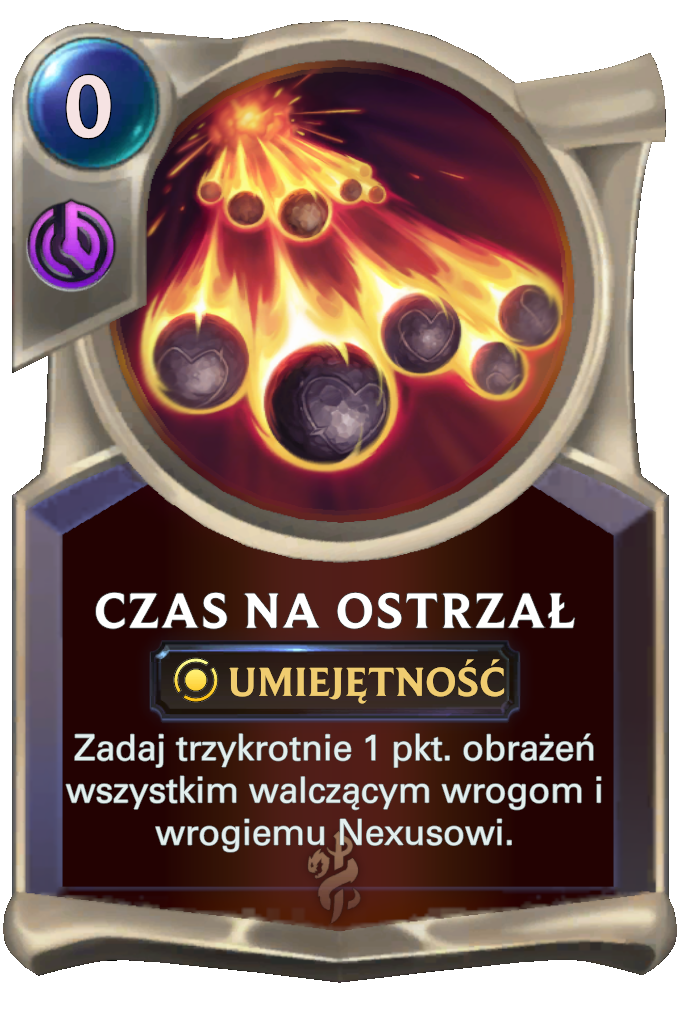 0
CZAS NA OSTRZAŁ
UMIEJĘTNOŚĆ
Zadaj trzykrotnie 1 pkt. obrażeń
wszystkim walczącym wrogom i
wrogiemu Nexusowi.